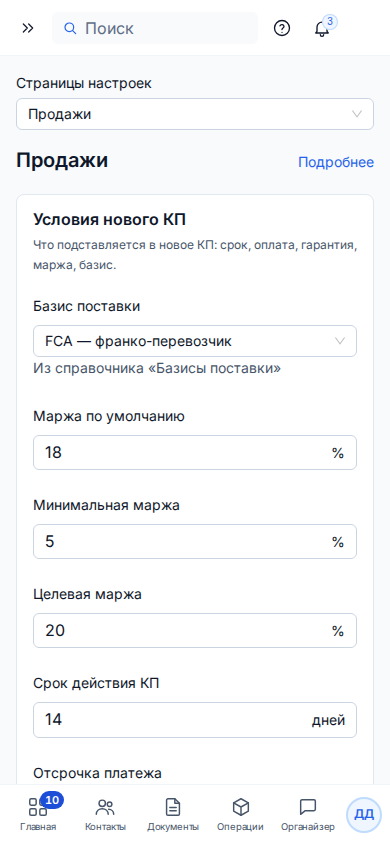 Поиск
3
Страницы настроек
Продажи
Продажи
Подробнее
Условия нового КП
Что подставляется в новое КП: срок, оплата, гарантия,
маржа, базис.
Базис поставки
FCA — франко-перевозчик
Из справочника «Базисы поставки»
Маржа по умолчанию
18 %
Минимальная маржа
5 %
Целевая маржа
20 %
Срок действия КП
14 дней
Отсрочка платежа
10
Главная
Контакты
Документы
Операции
Органайзер
ДД